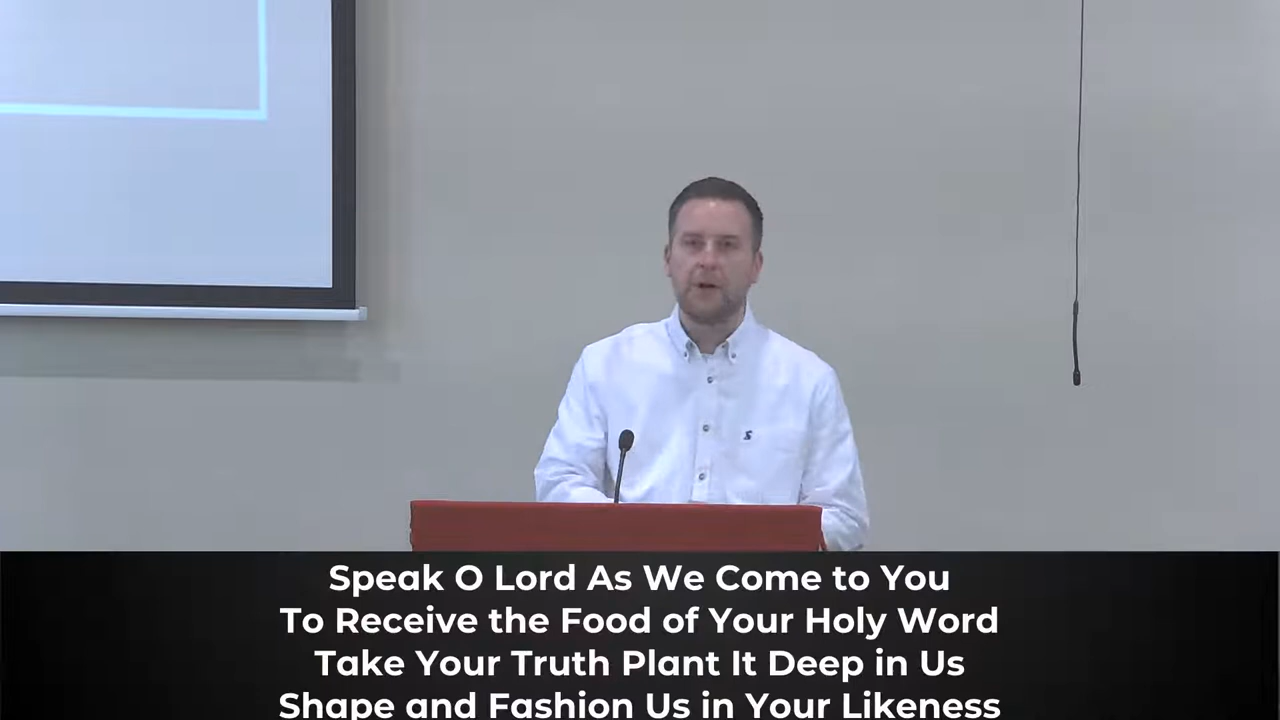 Speak O Lord As We Come to You
To Receive the Food of Your Holy Word
Take Your Truth Plant It Deep in Us
Shape and Fashion Us in Your Likeness